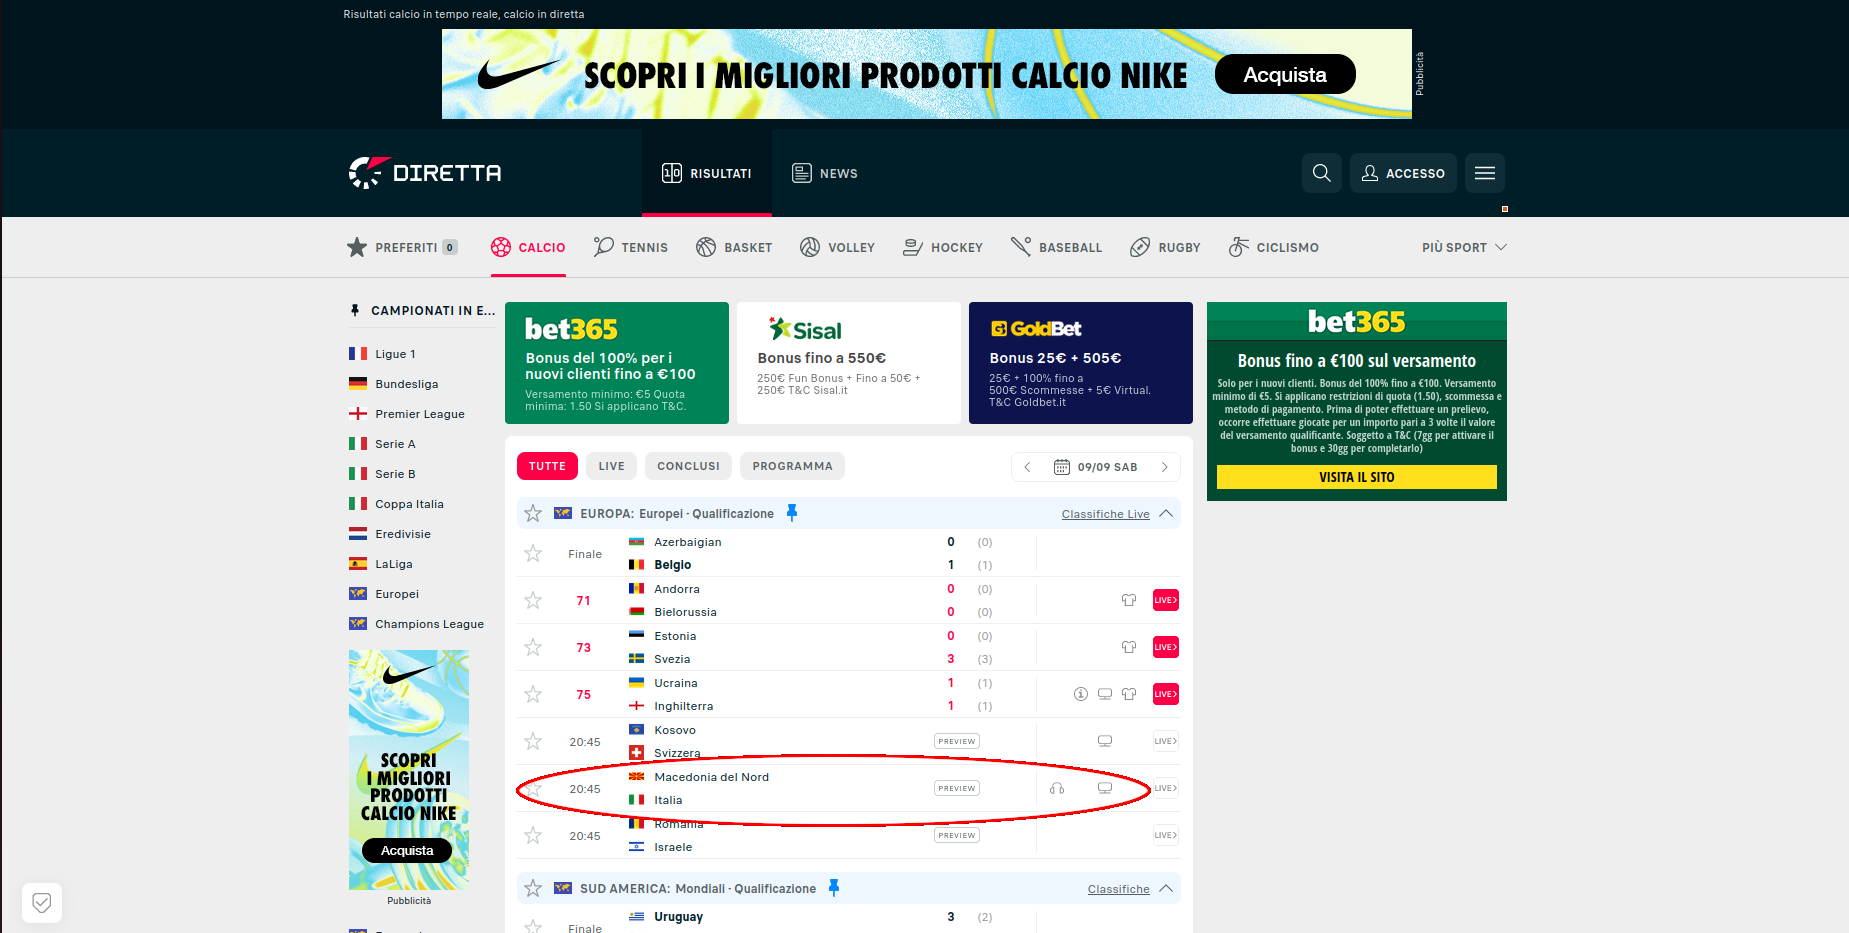 Risultati calcio in tempo reale, calcio in diretta
SCOPRI I MIGLIORI PRODOTTI CALCIO NIKE
Acquista
Pubblicità
DIRETTA
RISULTATI
NEWS
ACCESSO
PREFERITI 0
CALCIO
TENNIS
BASKET
VOLLEY
HOCKEY
BASEBALL
RUGBY
CICLISMO
PIÙ SPORT
CAMPIONATI IN E...
Ligue 1
Bundesliga
Premier League
Serie A
Serie B
Coppa Italia
Eredivisie
LaLiga
Europei
Champions League
SCOPRI
I MIGLIORI
PRODOTTI
CALCIO NIKE
Acquista
Pubblicità
bet365
Bonus del 100% per i
nuovi clienti fino a €100
Versamento minimo: €5 Quota
minima: 1.50 Si applicano T&C.
Sisal
Bonus fino a 550€
250€ Fun Bonus + Fino a 50€ +
250€ T&C Sisal.it
GoldBet
Bonus 25€ + 505€
25€ + 100% fino a
500€ Scommesse + 5€ Virtual.
T&C Goldbet.it
TUTTE
LIVE
CONCLUSI
PROGRAMMA
09/09 SAB
EUROPA: Europei - Qualificazione
Classifiche Live
Finale
Azerbaigian 0 (0)
Belgio 1 (1)
71
Andorra 0 (0)
Bielorussia 0 (0)
LIVE
73
Estonia 0 (0)
Svezia 3 (3)
LIVE
75
Ucraina 1 (1)
Inghilterra 1 (1)
LIVE
20:45
Kosovo
Svizzera
PREVIEW
LIVE
20:45
Macedonia del Nord
Italia
PREVIEW
LIVE
20:45
Romania
Israele
PREVIEW
LIVE
SUD AMERICA: Mondiali - Qualificazione
Classifiche
Finale
Uruguay 3 (2)
bet365
Bonus fino a €100 sul versamento
Solo per i nuovi clienti. Bonus del 100% fino a €100. Versamento
minimo di €5. Si applicano restrizioni di quota (1.50), scommessa e
metodo di pagamento. Prima di poter effettuare un prelievo,
occorre effettuare giocate per un importo pari a 3 volte il valore
del versamento qualificante. Soggetto a T&C (7gg per attivare il
bonus e 30gg per completarlo)
VISITA IL SITO